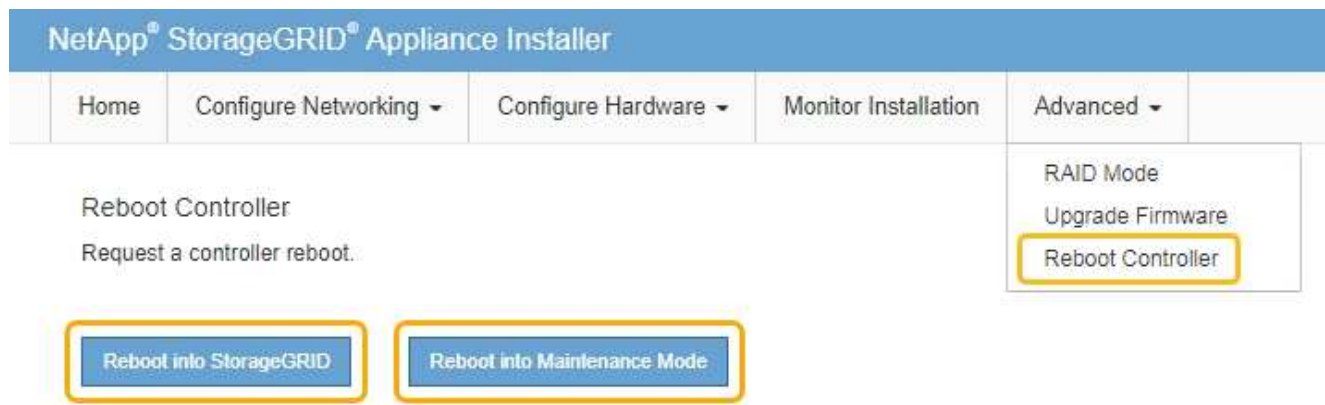 NetApp® StorageGRID® Appliance Installer
Home Configure Networking Configure Hardware Monitor Installation Advanced
RAID Mode
Upgrade Firmware
Reboot Controller
Reboot Controller
Request a controller reboot.
Reboot into StorageGRID Reboot into Maintenance Mode